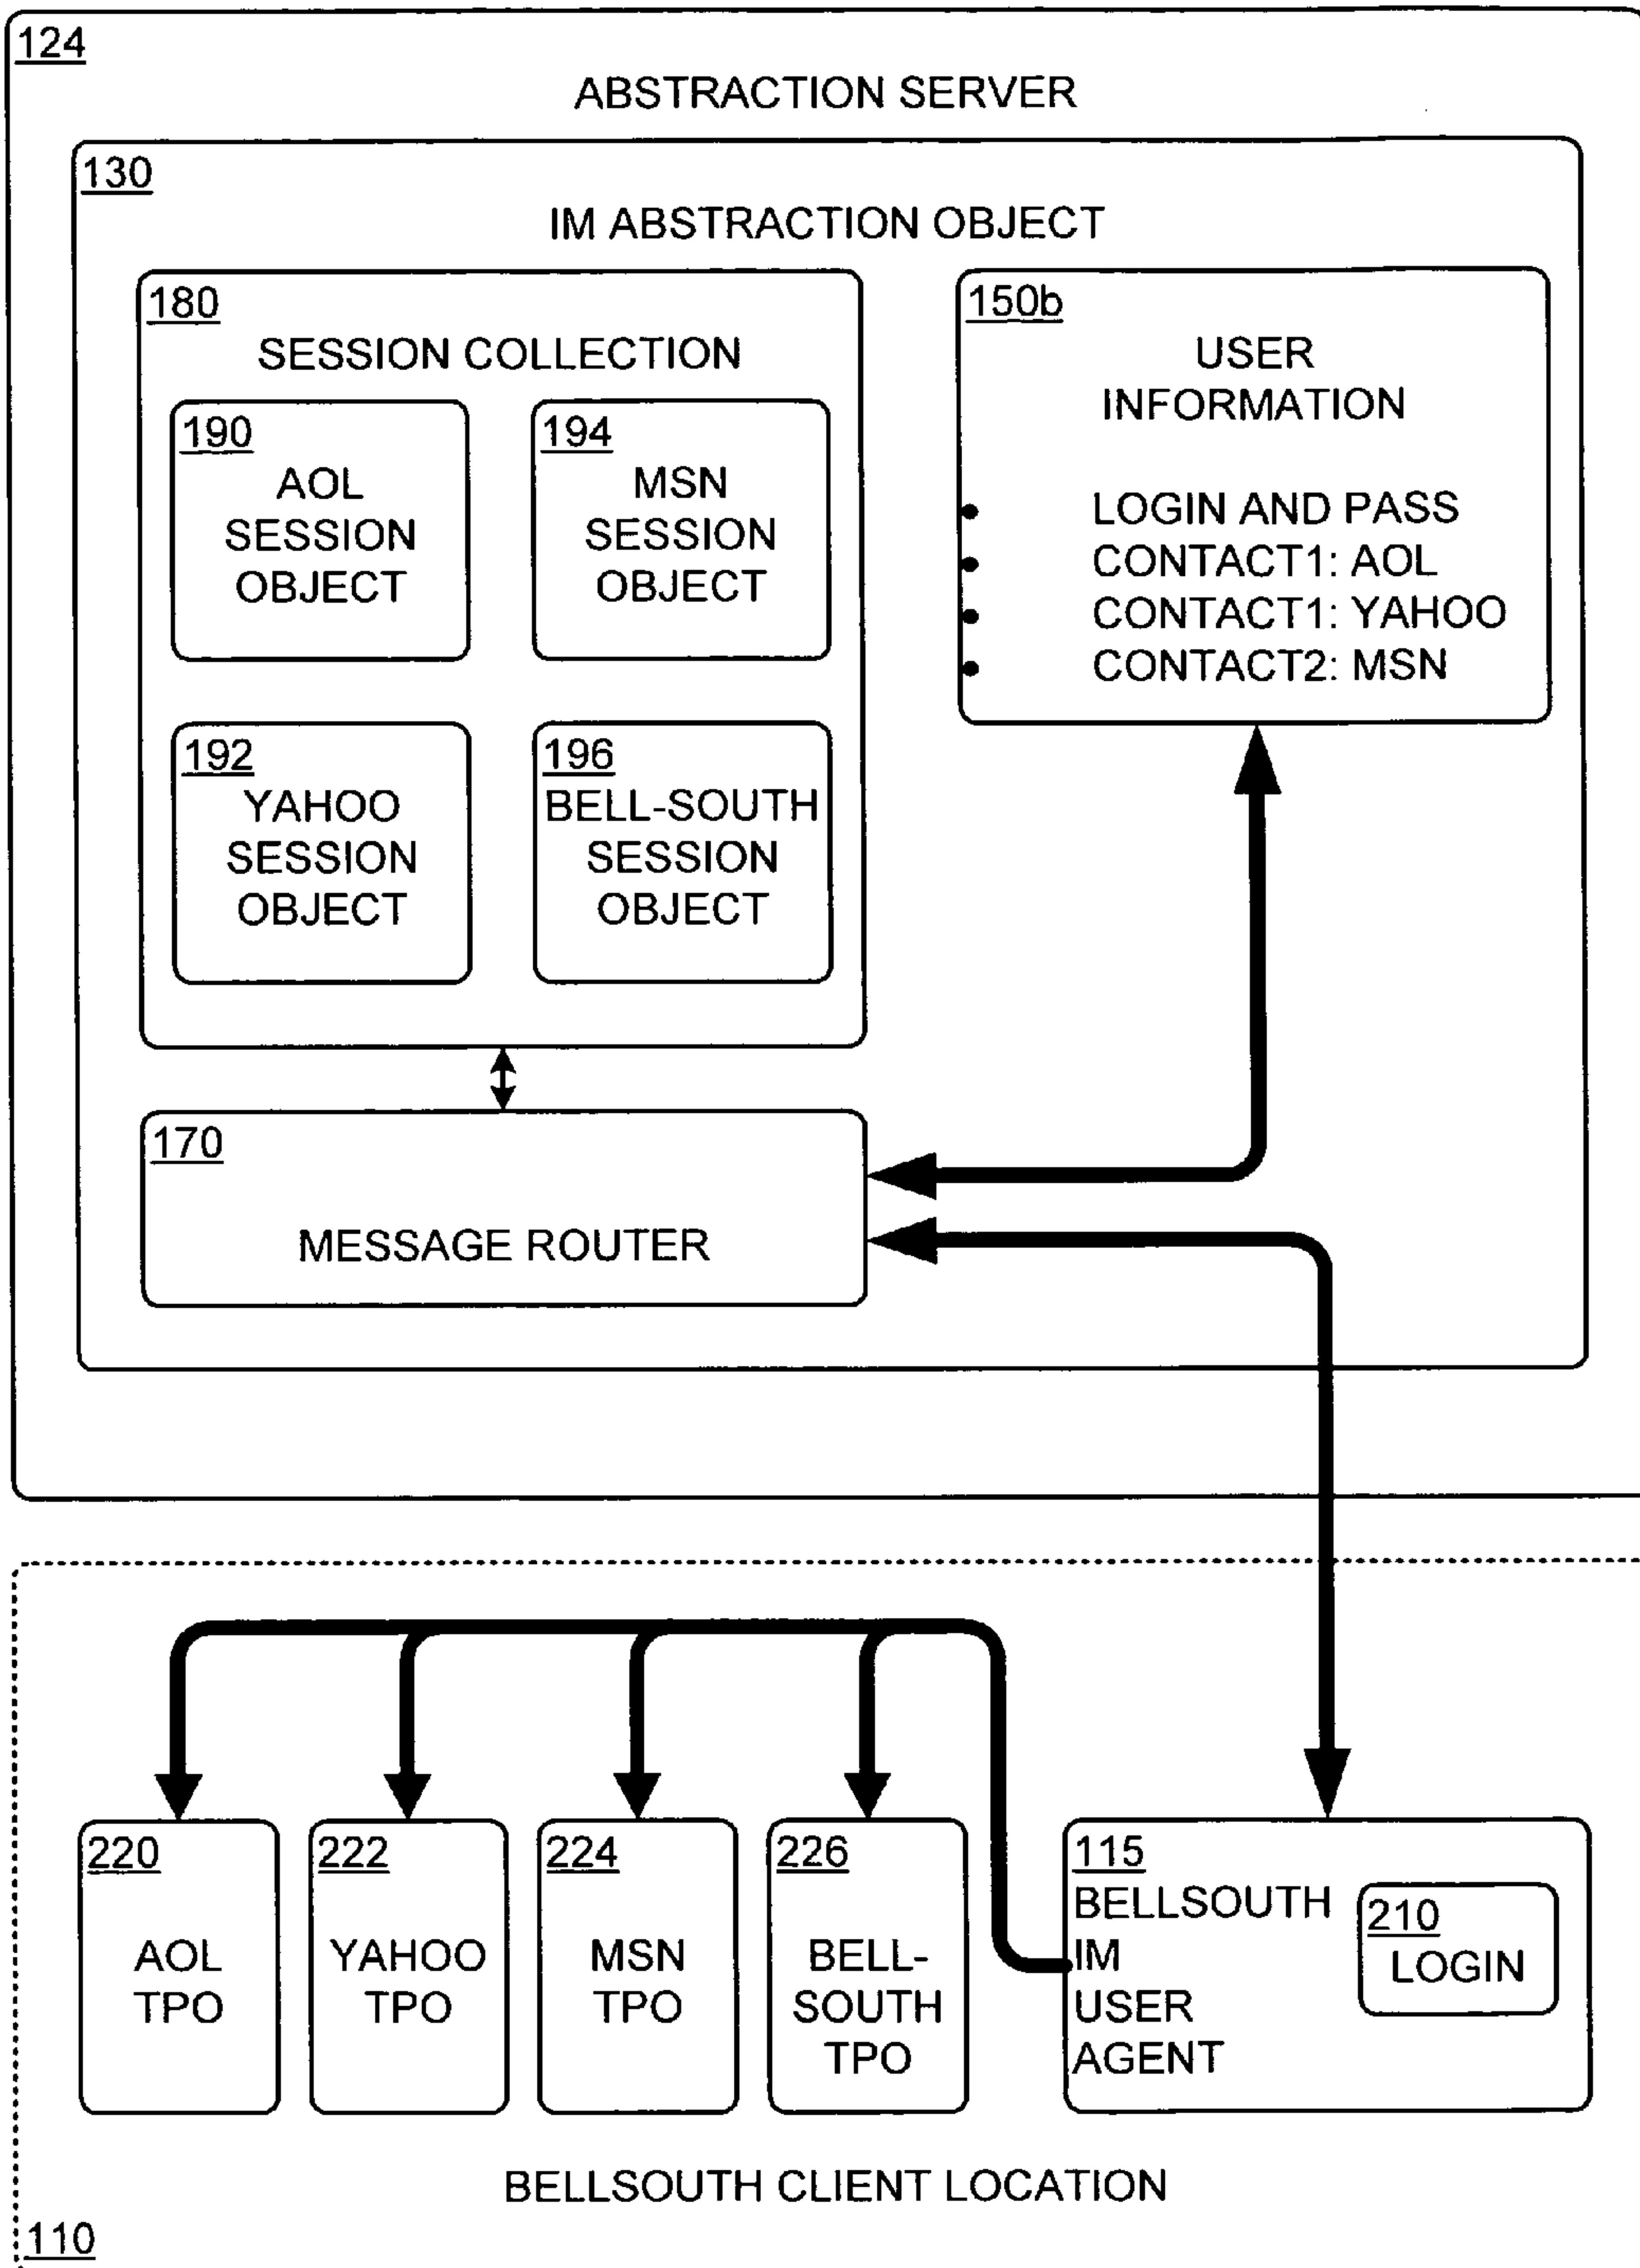 124
ABSTRACTION SERVER
130
IM ABSTRACTION OBJECT
180
SESSION COLLECTION
190
AOL
SESSION
OBJECT
194
MSN
SESSION
OBJECT
192
YAHOO
SESSION
OBJECT
196
BELL-SOUTH
SESSION
OBJECT
150b
USER
INFORMATION
• LOGIN AND PASS
• CONTACT1: AOL
• CONTACT1: YAHOO
• CONTACT2: MSN
170
MESSAGE ROUTER
220
AOL
TPO
222
YAHOO
TPO
224
MSN
TPO
226
BELL-
SOUTH
TPO
115
BELLSOUTH
IM
USER
AGENT
210
LOGIN
BELLSOUTH CLIENT LOCATION
110